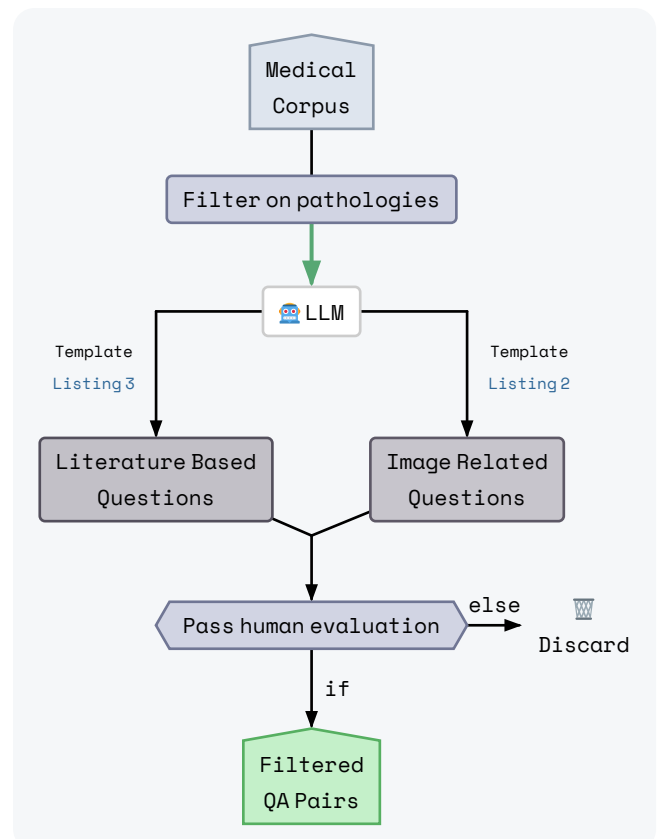 Medical
Corpus
Filter on pathologies
LLM
Template
Listing 3
Template
Listing 2
Literature Based
Questions
Image Related
Questions
Pass human evaluation
else
Discard
if
Filtered
QA Pairs